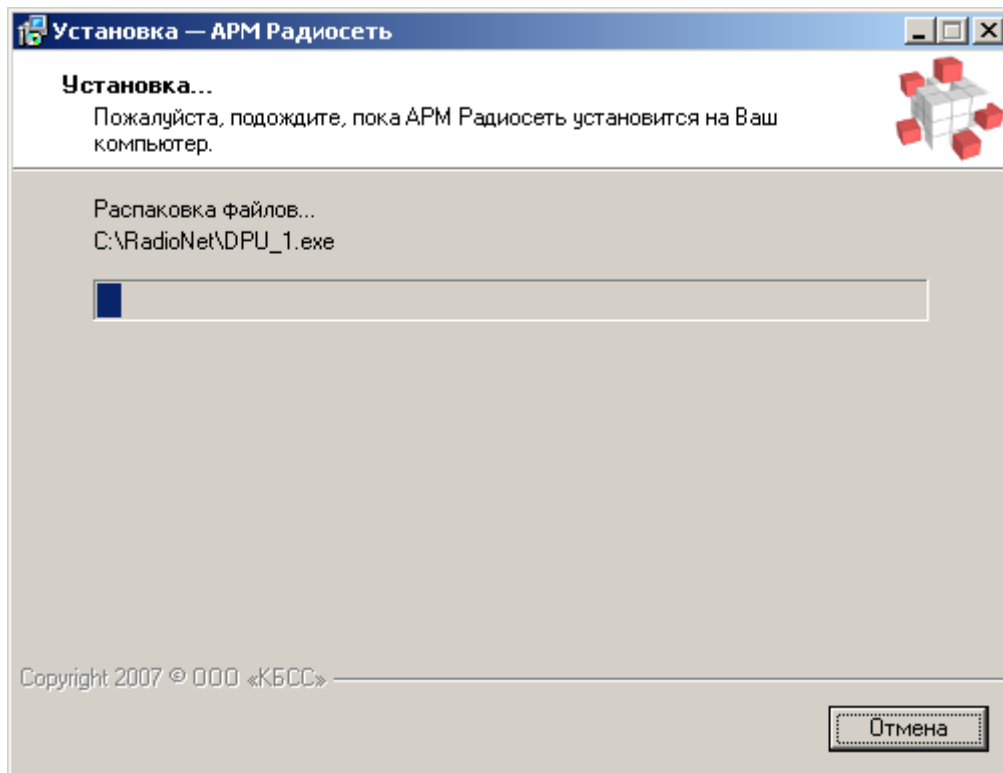 Установка — АРМ Радиосеть
Установка...
Пожалуйста, подождите, пока АРМ Радиосеть установится на Ваш
компьютер.
Распаковка файлов...
C:\RadioNet\DPU_1.exe
Copyright 2007 © ООО «КБСС»
Отмена